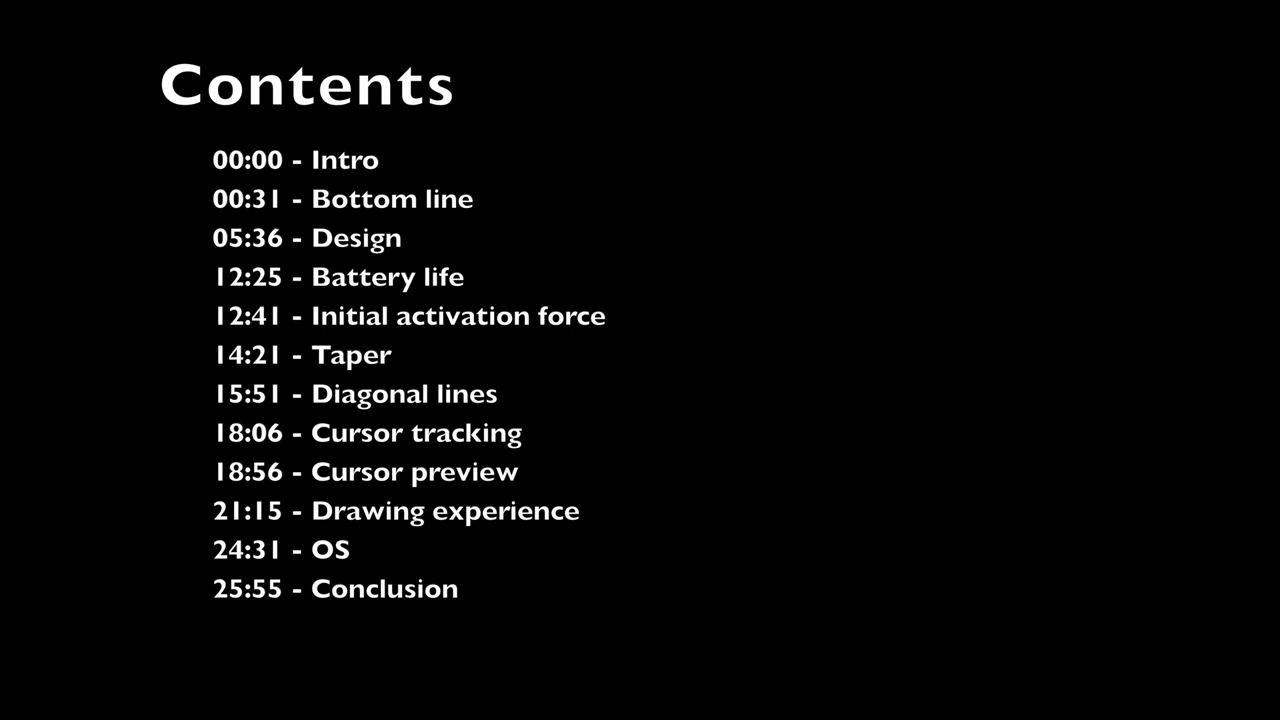 Contents
00:00 - Intro
00:31 - Bottom line
05:36 - Design
12:25 - Battery life
12:41 - Initial activation force
14:21 - Taper
15:51 - Diagonal lines
18:06 - Cursor tracking
18:56 - Cursor preview
21:15 - Drawing experience
24:31 - OS
25:55 - Conclusion